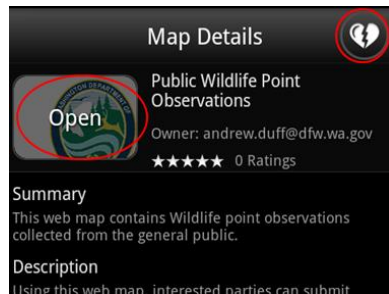 Map Details
Public Wildlife Point
Observations
Open
Owner: andrew.duff@dfw.wa.gov
0 Ratings
Summary
This web map contains Wildlife point observations
collected from the general public.
Description
Using this web map, interested parties can submit